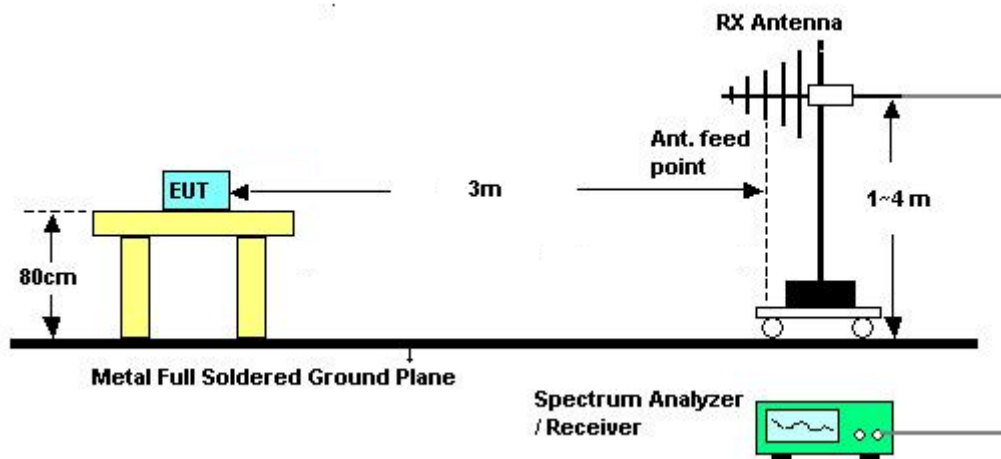 RX Antenna
Ant. feed
point
EUT
3m
1~4 m
80cm
Metal Full Soldered Ground Plane
Spectrum Analyzer
/ Receiver